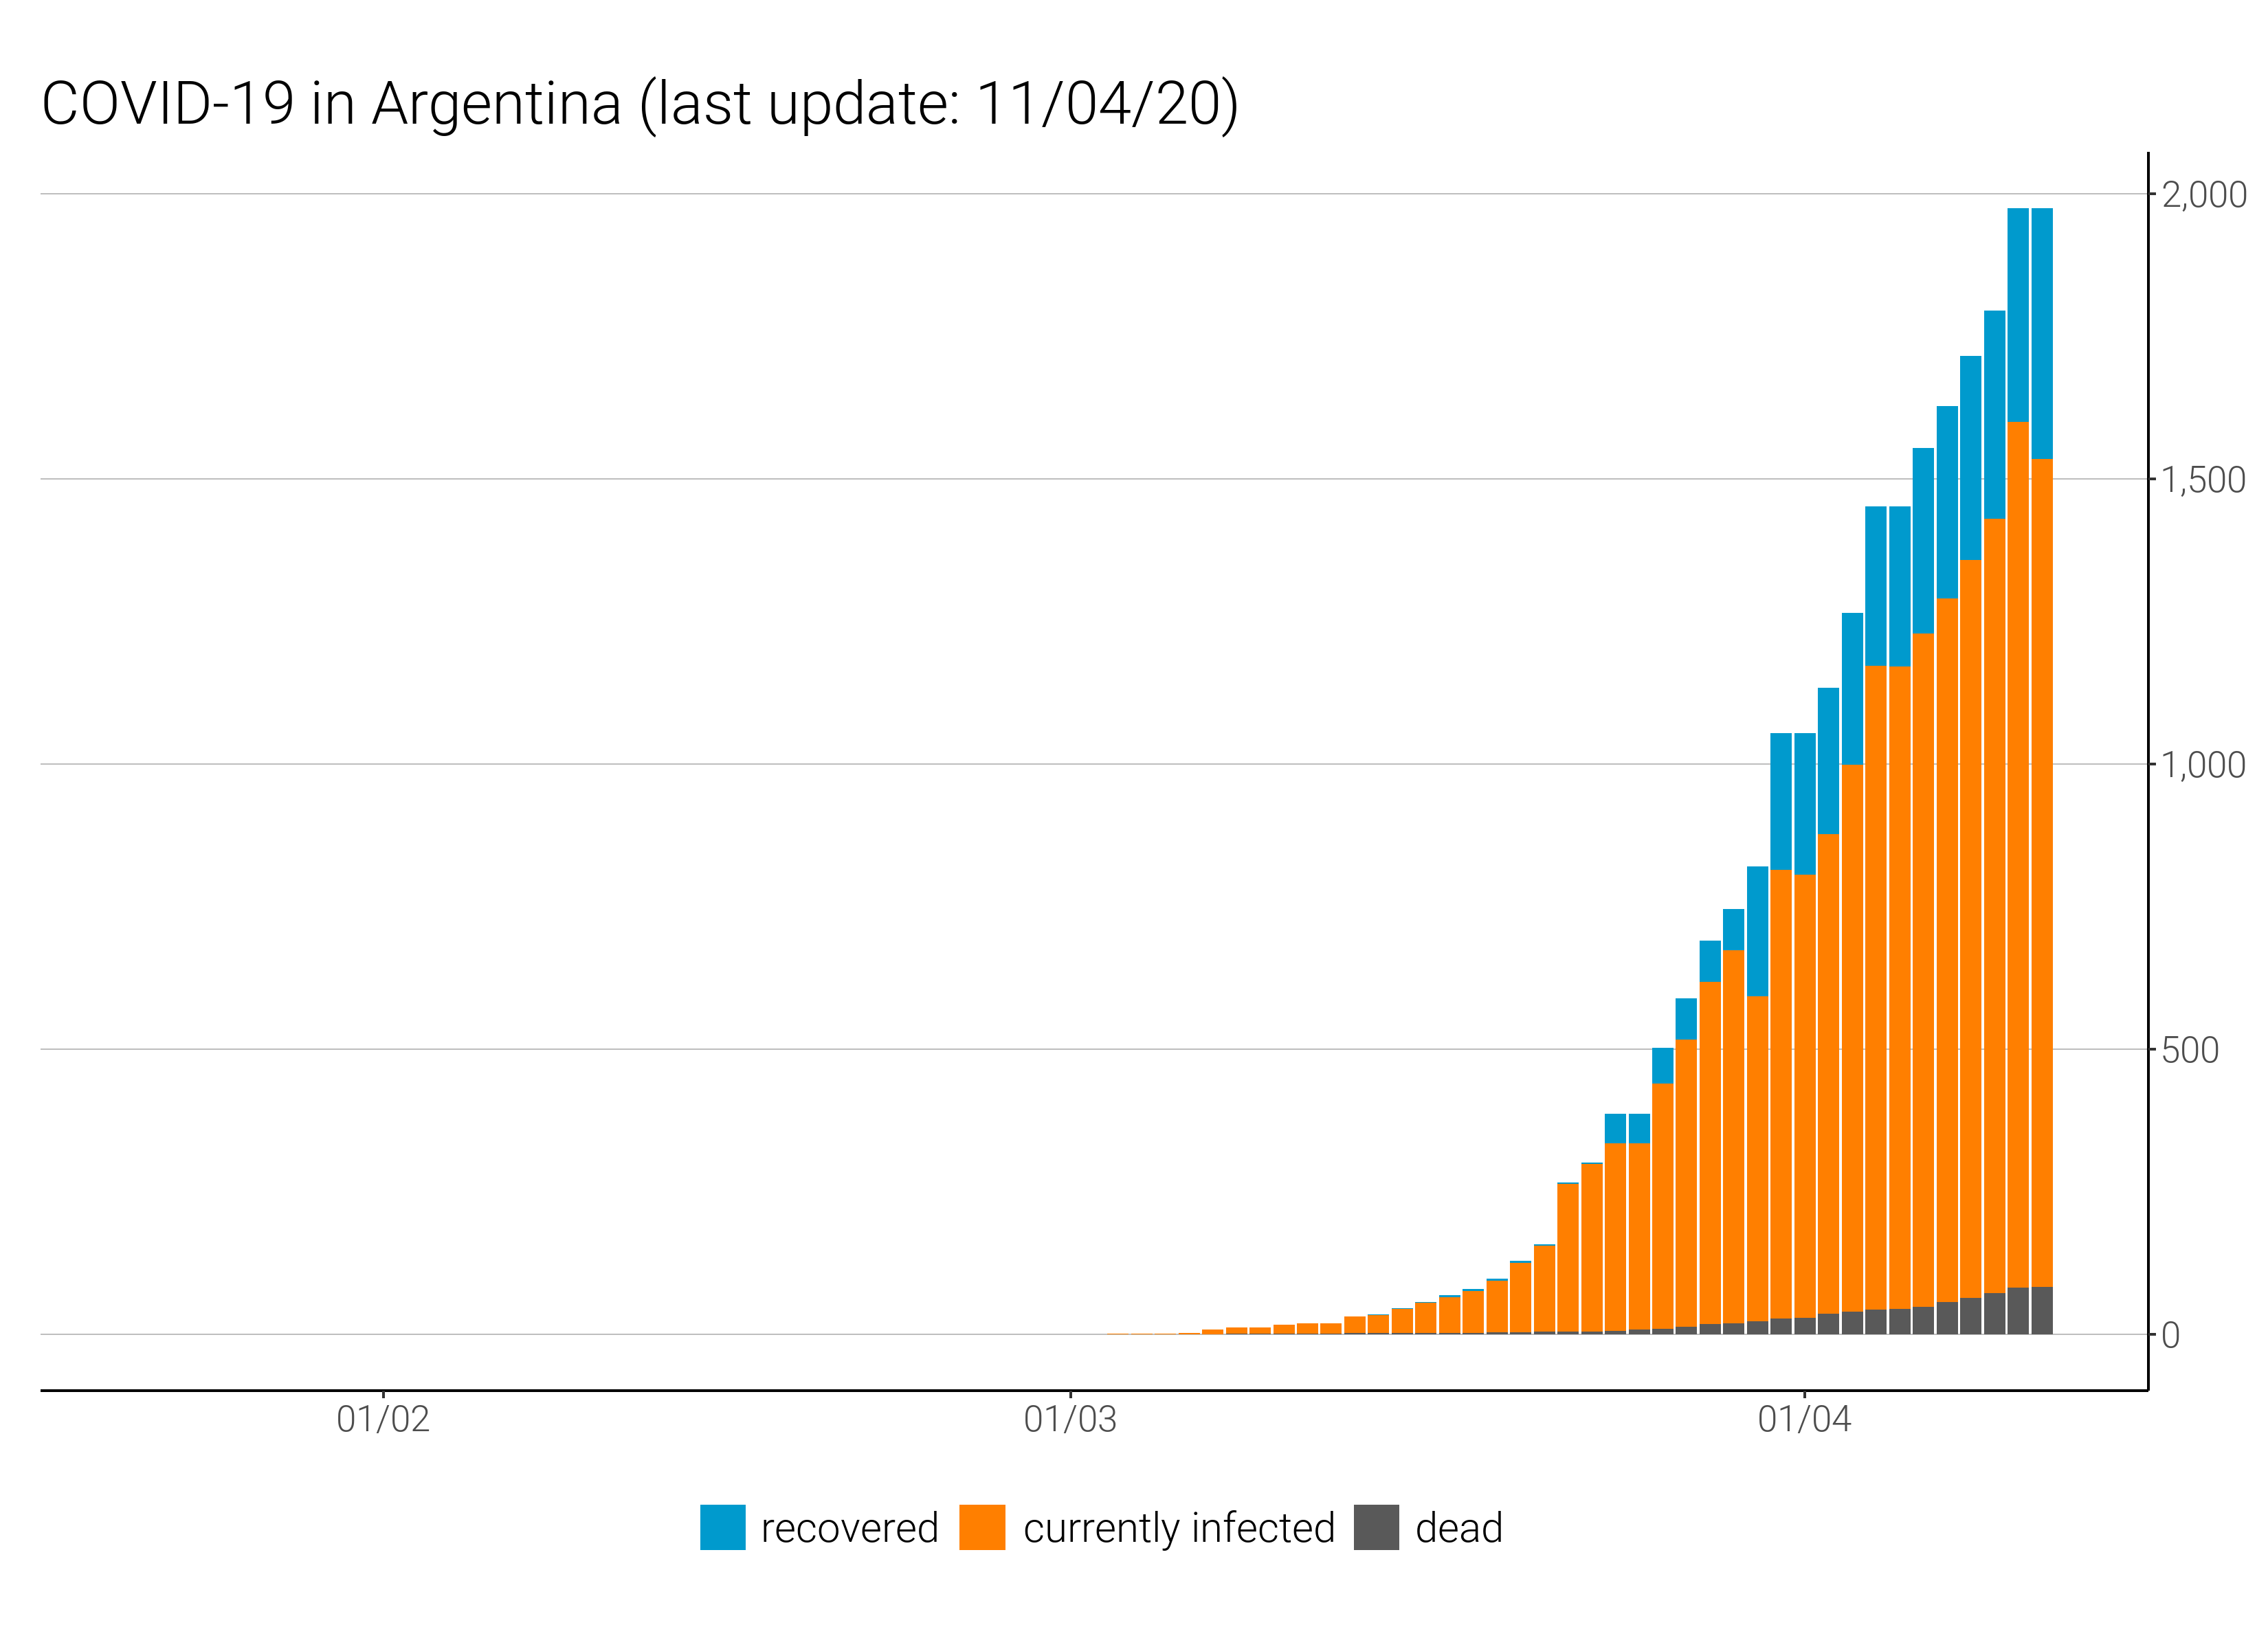 COVID-19 in Argentina (last update: 11/04/20)
2,000
1,500
1,000
500
0
01/02 01/03 01/04
recovered currently infected dead